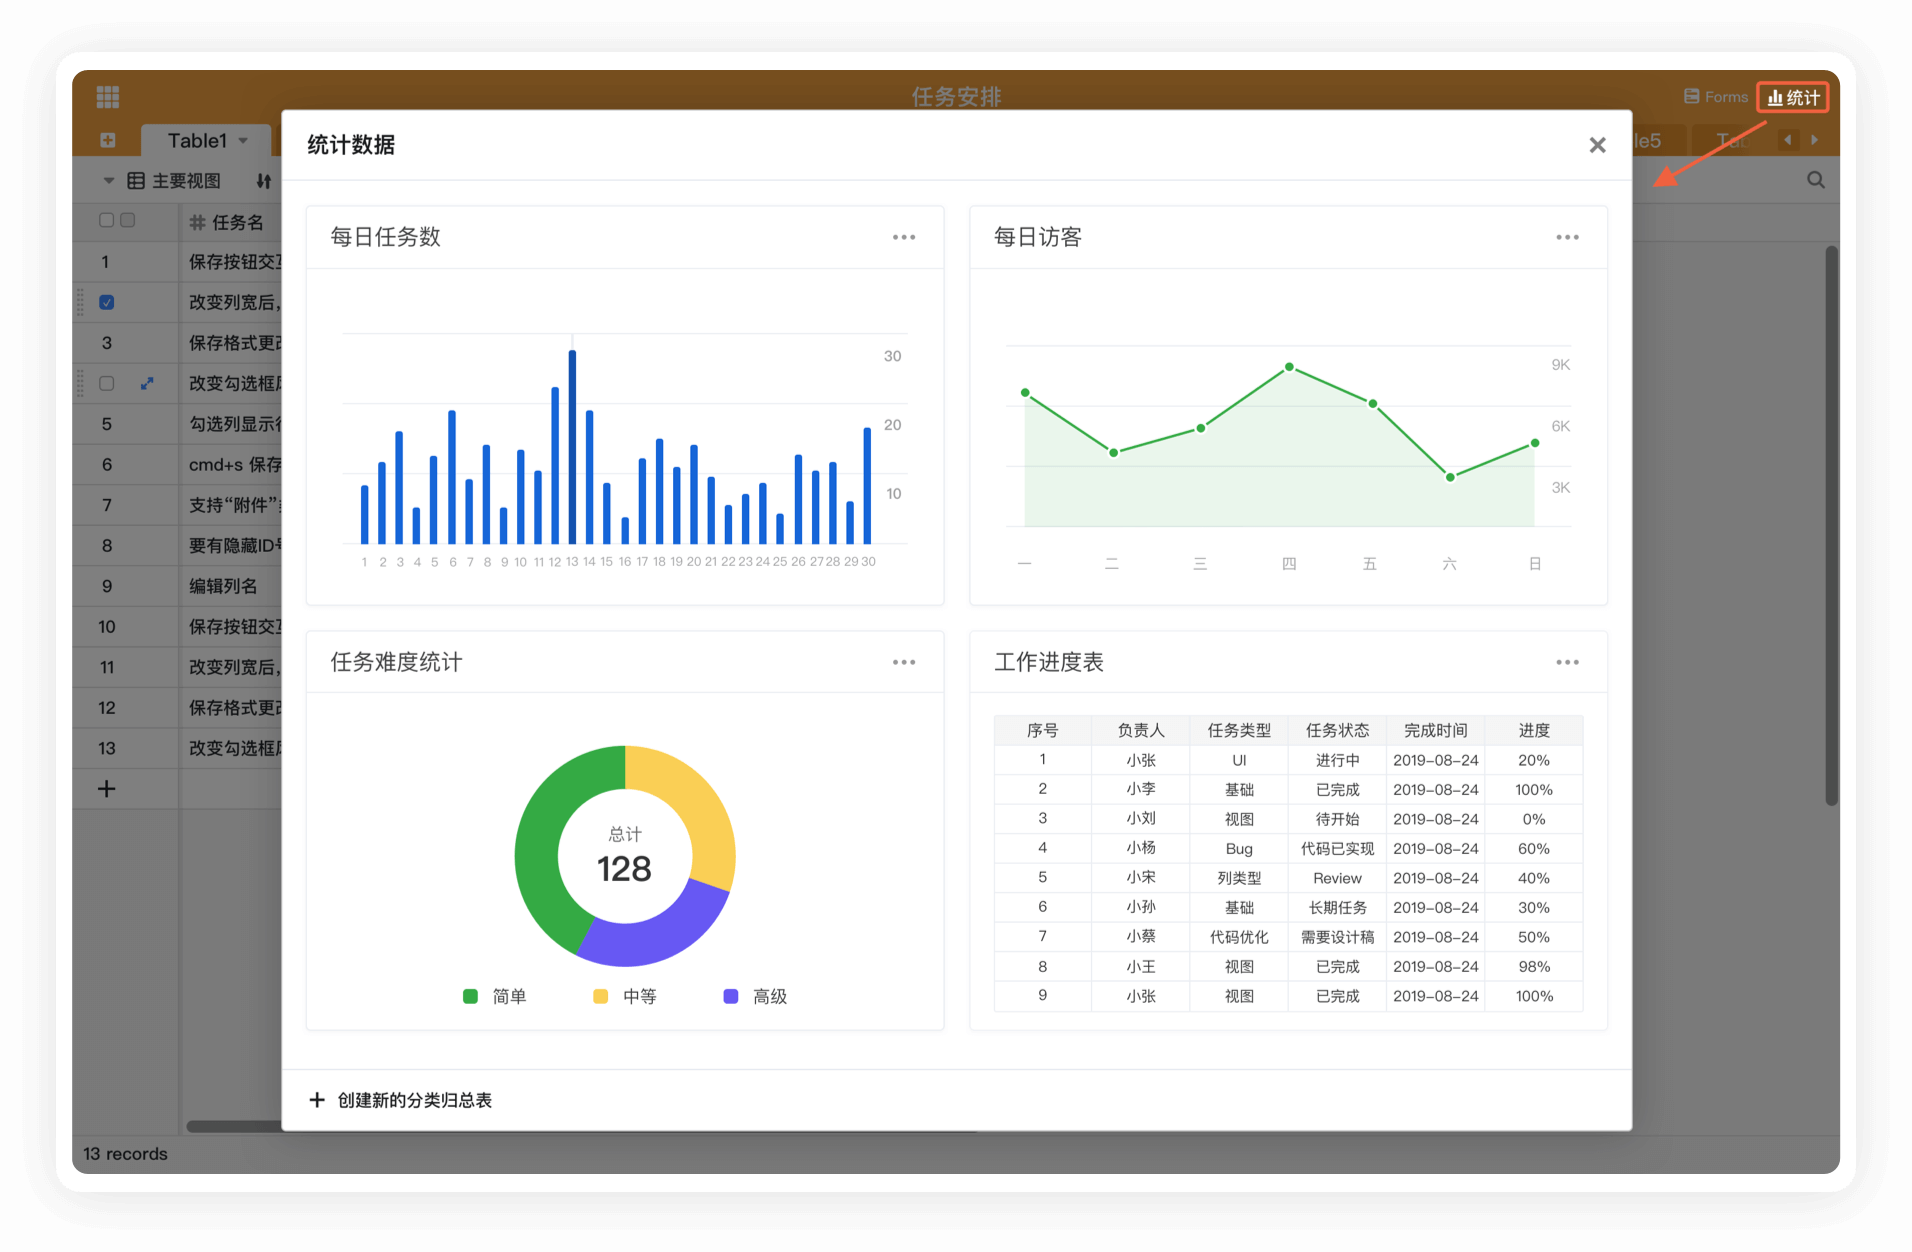 任务安排
Forms
统计
Table1
le5
主要视图
任务名
1 保存按钮交互
改变列宽后，
3 保存格式更改
改变勾选框
5 勾选列显示行
6 cmd+s 保存
7 支持“附件”
8 要有隐藏ID
9 编辑列名
10 保存按钮交互
11 改变列宽后，
12 保存格式更改
13 改变勾选框
13 records
统计数据
每日任务数
30
20
10
1 2 3 4 5 6 7 8 9 10 11 12 13 14 15 16 17 18 19 20 21 22 23 24 25 26 27 28 29 30
每日访客
9K
6K
3K
一 二 三 四 五 六 日
任务难度统计
总计
128
简单 中等 高级
工作进度表
序号 负责人 任务类型 任务状态 完成时间 进度
1 小张 UI 进行中 2019-08-24 20%
2 小李 基础 已完成 2019-08-24 100%
3 小刘 视图 待开始 2019-08-24 0%
4 小杨 Bug 代码已实现 2019-08-24 60%
5 小宋 列类型 Review 2019-08-24 40%
6 小孙 基础 长期任务 2019-08-24 30%
7 小蔡 代码优化 需要设计稿 2019-08-24 50%
8 小王 视图 已完成 2019-08-24 98%
9 小张 视图 已完成 2019-08-24 100%
创建新的分类归总表